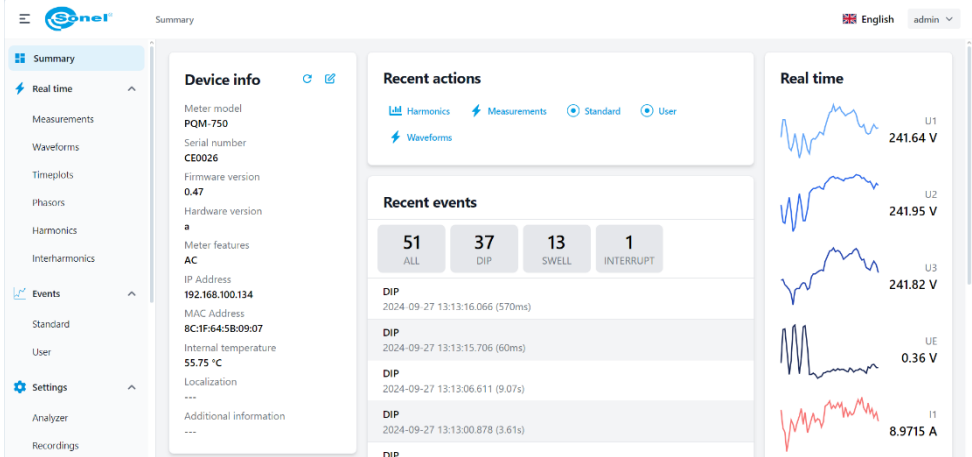 Sonel®
Summary
English
admin
Summary
Real time
Measurements
Waveforms
Timeplots
Phasors
Harmonics
Interharmonics
Events
Standard
User
Settings
Analyzer
Recordings
Device info
Meter model
PQM-750
Serial number
CE0026
Firmware version
0.47
Hardware version
a
Meter features
AC
IP Address
192.168.100.134
MAC Address
8C:1F:64:5B:09:07
Internal temperature
55.75 °C
Localization
---
Additional information
---
Recent actions
Harmonics
Measurements
Standard
User
Waveforms
Recent events
51
ALL
37
DIP
13
SWELL
1
INTERRUPT
DIP
2024-09-27 13:13:16.066 (570ms)
DIP
2024-09-27 13:13:15.706 (60ms)
DIP
2024-09-27 13:13:06.611 (9.07s)
DIP
2024-09-27 13:13:00.878 (3.61s)
DIP
Real time
U1
241.64 V
U2
241.95 V
U3
241.82 V
UE
0.36 V
I1
8.9715 A